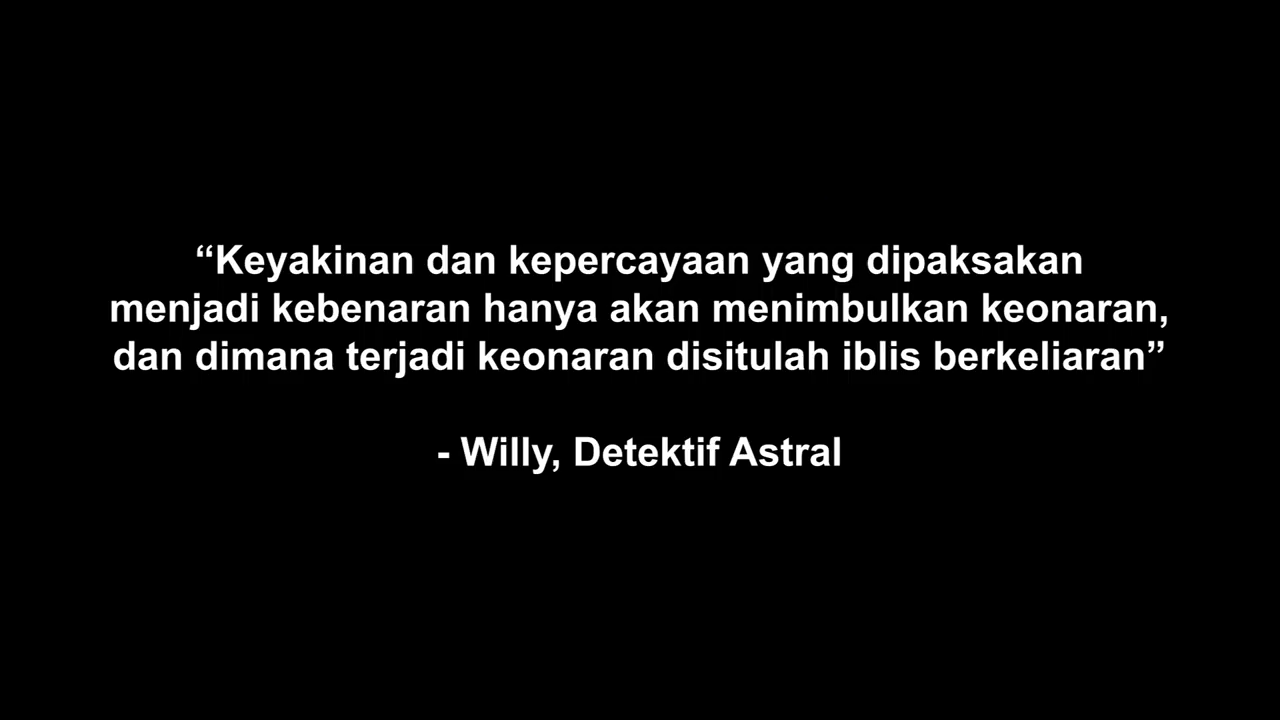 “Keyakinan dan kepercayaan yang dipaksakan
menjadi kebenaran hanya akan menimbulkan keonaran,
dan dimana terjadi keonaran disitulah iblis berkeliaran”
- Willy, Detektif Astral